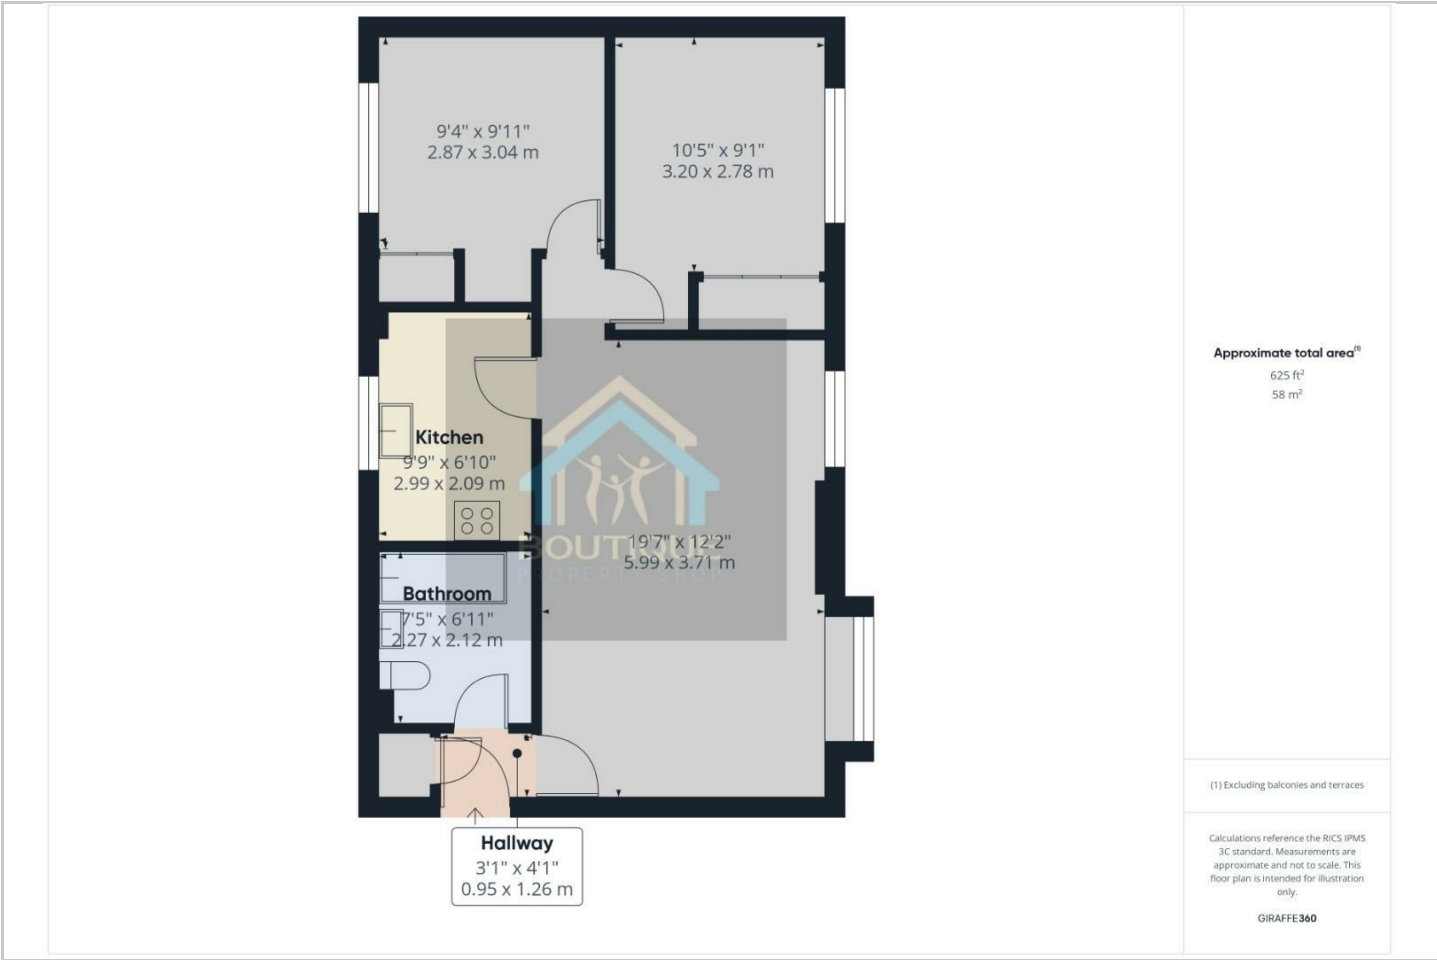 9'4" x 9'11"
2.87 x 3.04 m
10'5" x 9'1"
3.20 x 2.78 m
Kitchen
9'9" x 6'10"
2.99 x 2.09 m
19'7" x 12'2"
5.99 x 3.71 m
BOUTIQUE
PROPERTY SHOP
Bathroom
7'5" x 6'11"
2.27 x 2.12 m
Hallway
3'1" x 4'1"
0.95 x 1.26 m
Approximate total area(1)
625 ft²
58 m²
(1) Excluding balconies and terraces
Calculations reference the RICS IPMS
3C standard. Measurements are
approximate and not to scale. This
floor plan is intended for illustration
only.
GIRAFFE360